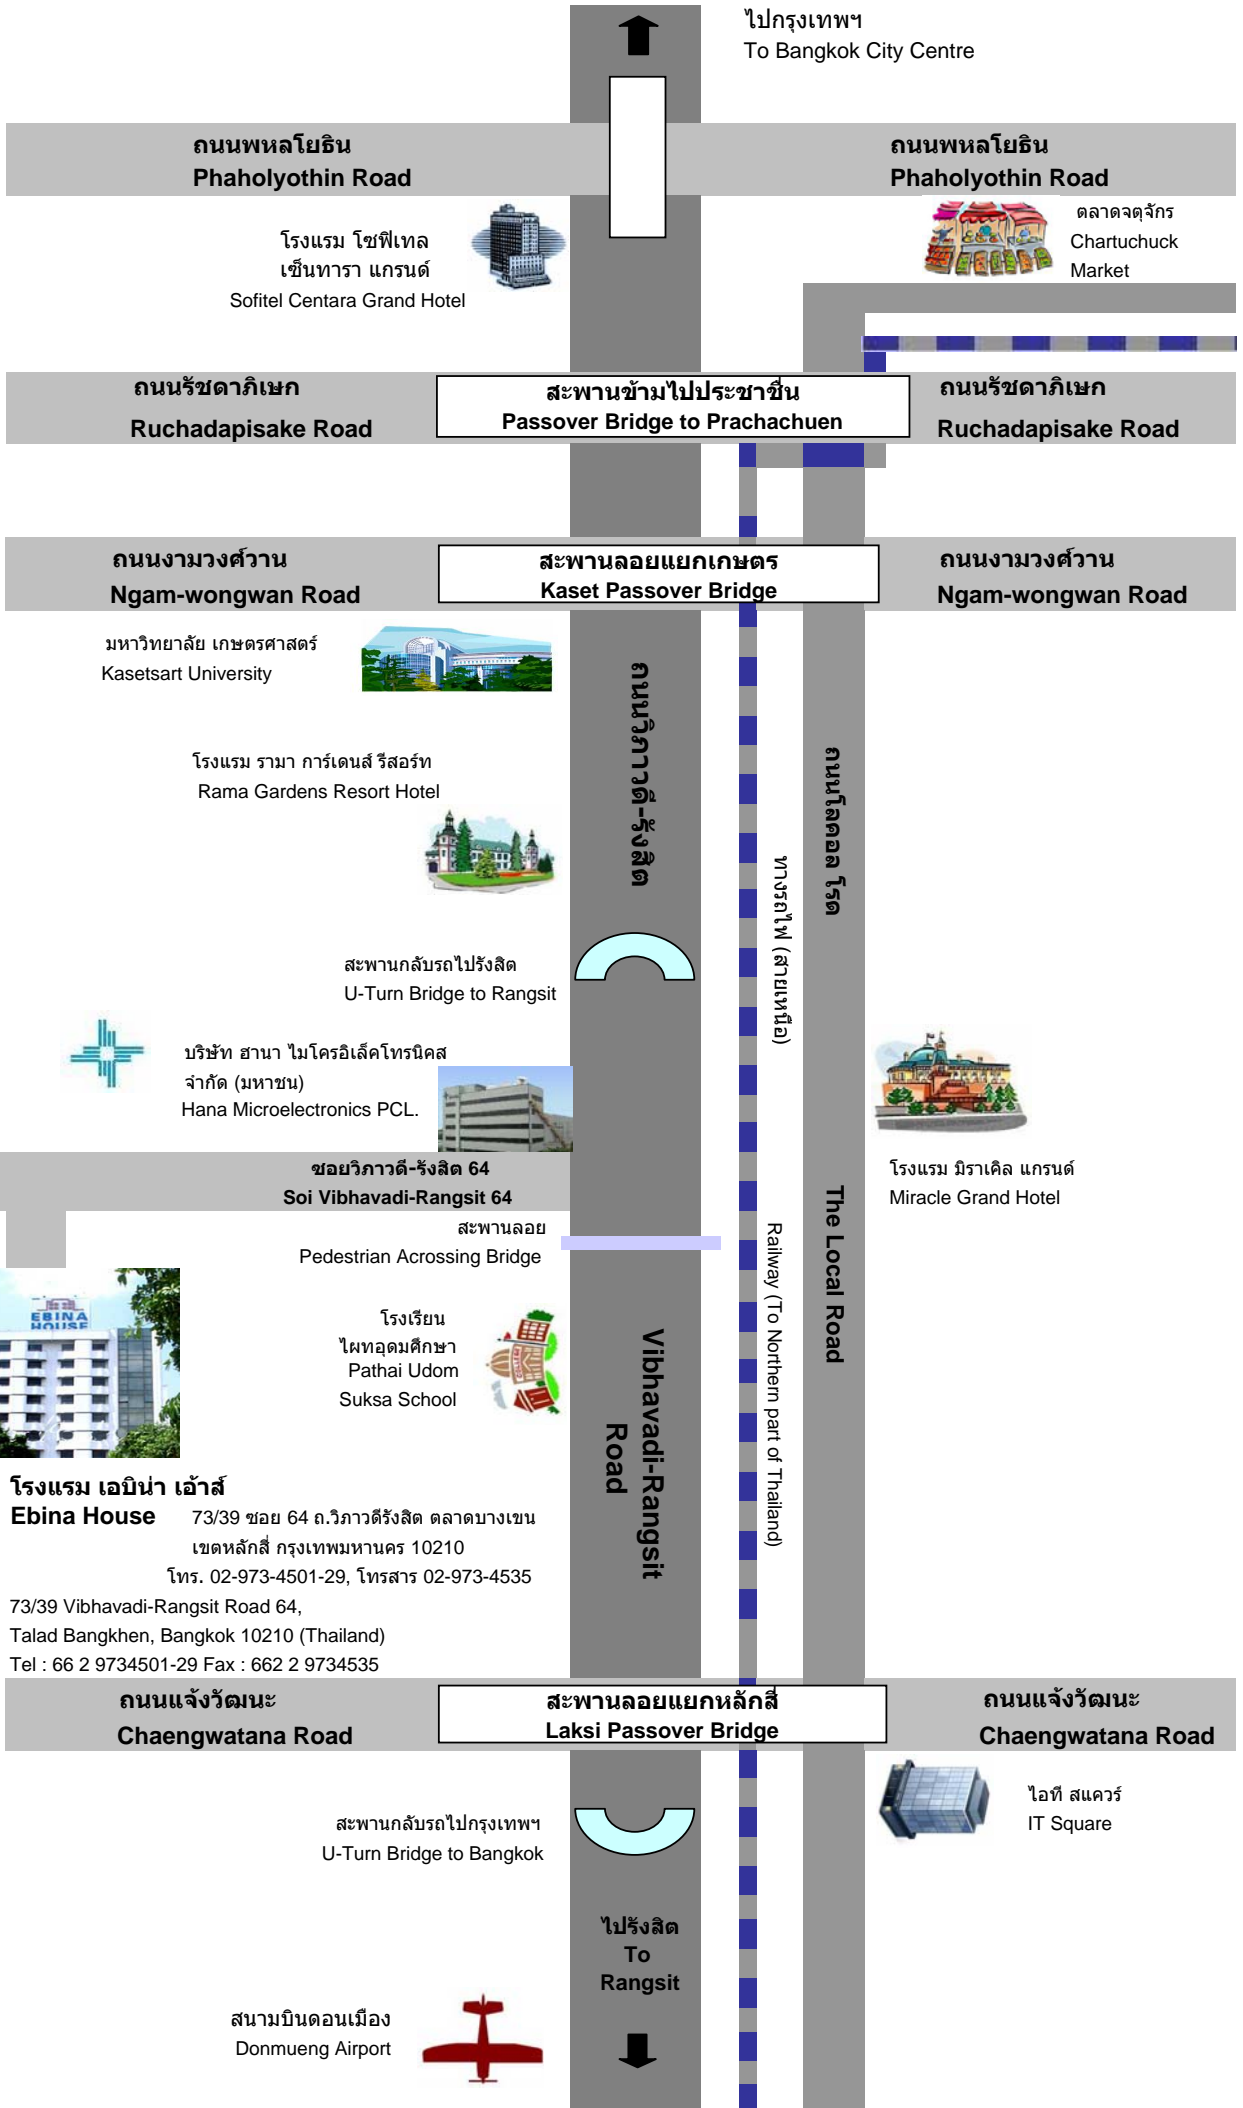 ไปกรุงเทพฯ
To Bangkok City Centre
ถนนพหลโยธิน
Phaholyothin Road
ถนนพหลโยธิน
Phaholyothin Road
โรงแรม โซฟิเทล
เซ็นทารา แกรนด์
Sofitel Centara Grand Hotel
ตลาดจตุจักร
Chartuchuck
Market
ถนนรัชดาภิเษก
Ruchadapisake Road
สะพานข้ามไปประชาชื่น
Passover Bridge to Prachachuen
ถนนรัชดาภิเษก
Ruchadapisake Road
ถนนงามวงศ์วาน
Ngam-wongwan Road
สะพานลอยแยกเกษตร
Kaset Passover Bridge
ถนนงามวงศ์วาน
Ngam-wongwan Road
มหาวิทยาลัย เกษตรศาสตร์
Kasetsart University
ถนนวิภาวดี-รังสิต
โรงแรม รามา การ์เดนส์ รีสอร์ท
Rama Gardens Resort Hotel
ถนนโลคอล โรด
ทางรถไฟ (สายเหนือ)
สะพานกลับรถไปรังสิต
U-Turn Bridge to Rangsit
บริษัท ฮานา ไมโครอิเล็คโทรนิคส
จำกัด (มหาชน)
Hana Microelectronics PCL.
ซอยวิภาวดี-รังสิต 64
Soi Vibhavadi-Rangsit 64
โรงแรม มิราเคิล แกรนด์
Miracle Grand Hotel
The Local Road
สะพานลอย
Pedestrian Acrossing Bridge
Railway (To Northern part of Thailand)
EBINA
HOUSE
โรงเรียน
ไผทอุดมศึกษา
Pathai Udom
Suksa School
Vibhavadi-Rangsit
Road
โรงแรม เอบิน่า เฮ้าส์
Ebina House
73/39 ซอย 64 ถ.วิภาวดีรังสิต ตลาดบางเขน
เขตหลักสี่ กรุงเทพมหานคร 10210
โทร. 02-973-4501-29, โทรสาร 02-973-4535
73/39 Vibhavadi-Rangsit Road 64,
Talad Bangkhen, Bangkok 10210 (Thailand)
Tel : 66 2 9734501-29 Fax : 662 2 9734535
ถนนแจ้งวัฒนะ
Chaengwatana Road
สะพานลอยแยกหลักสี่
Laksi Passover Bridge
ถนนแจ้งวัฒนะ
Chaengwatana Road
ไอที สแควร์
IT Square
สะพานกลับรถไปกรุงเทพฯ
U-Turn Bridge to Bangkok
ไปรังสิต
To
Rangsit
สนามบินดอนเมือง
Donmueng Airport